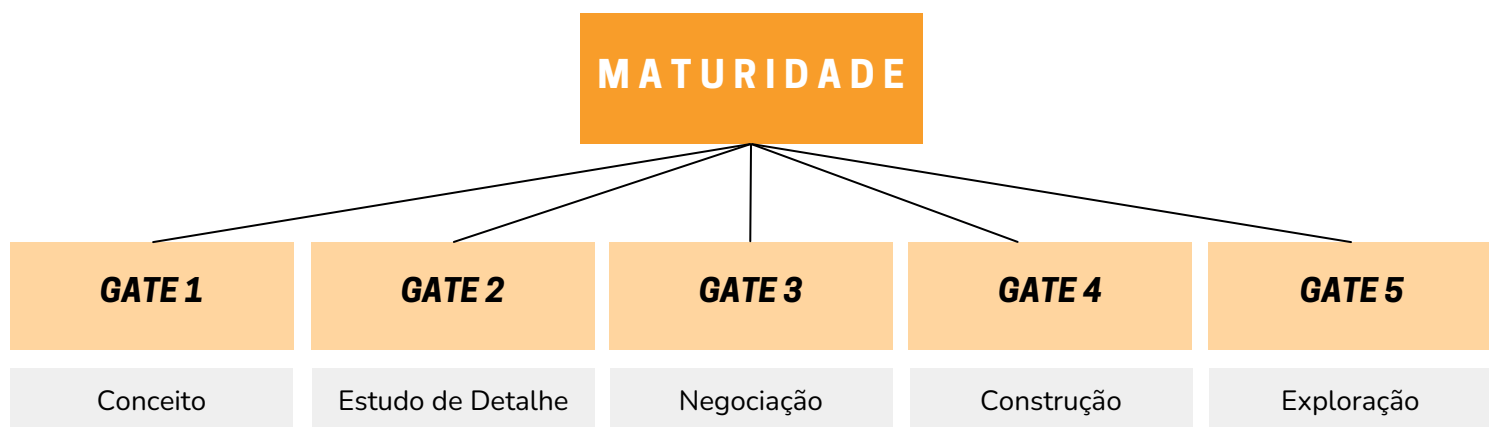 MATURIDADE
GATE 1
GATE 2
GATE 3
GATE 4
GATE 5
Conceito
Estudo de Detalhe
Negociação
Construção
Exploração